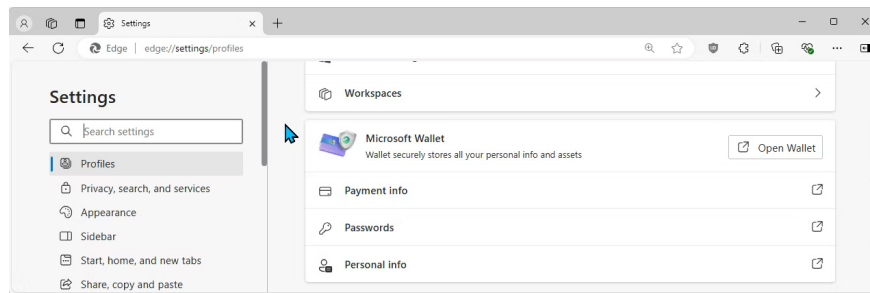 Settings
Edge | edge://settings/profiles
Settings
Search settings
Profiles
Privacy, search, and services
Appearance
Sidebar
Start, home, and new tabs
Share, copy and paste
Workspaces
Microsoft Wallet
Wallet securely stores all your personal info and assets
Open Wallet
Payment info
Passwords
Personal info